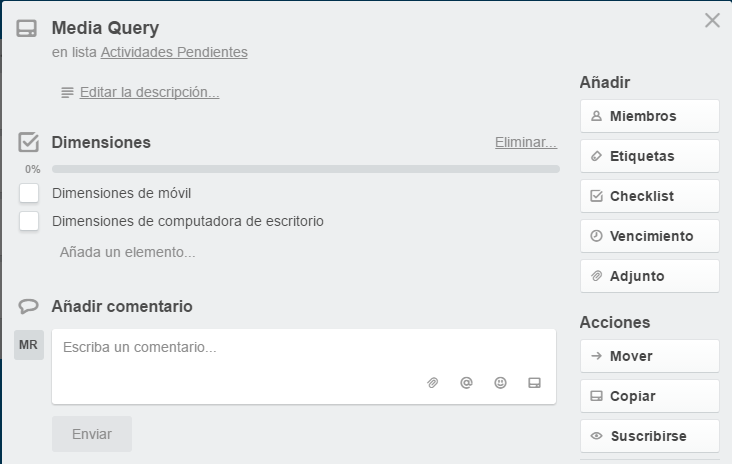 Media Query
en lista Actividades Pendientes
Editar la descripción...
Dimensiones
Eliminar...
0%
Dimensiones de móvil
Dimensiones de computadora de escritorio
Añada un elemento...
Añadir comentario
MR
Escriba un comentario...
@
Enviar
Añadir
Miembros
Etiquetas
Checklist
Vencimiento
Adjunto
Acciones
Mover
Copiar
Suscribirse